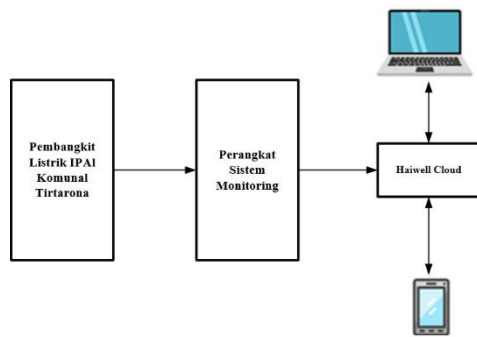 Pembangkit
Listrik IPAl
Komunal
Tirtarona
Perangkat
Sistem
Monitoring
Haiwell Cloud